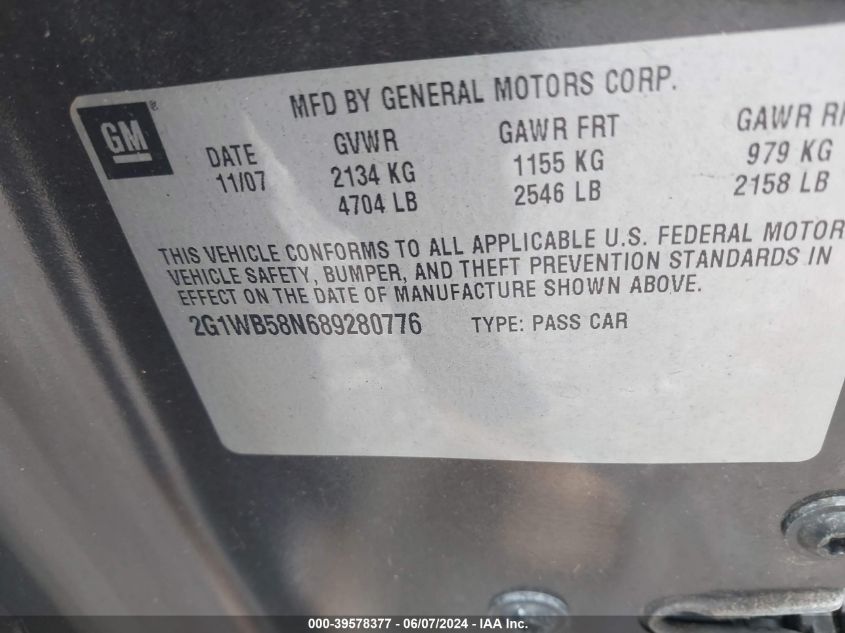 GM®
MFD BY GENERAL MOTORS CORP.
DATE GVWR GAWR FRT GAWR
11/07 2134 KG 1155 KG 979 KG
4704 LB 2546 LB 2158 LB
THIS VEHICLE CONFORMS TO ALL APPLICABLE U.S. FEDERAL MOTOR
VEHICLE SAFETY, BUMPER, AND THEFT PREVENTION STANDARDS IN
EFFECT ON THE DATE OF MANUFACTURE SHOWN ABOVE.
2G1WB58N689280776 TYPE: PASS CAR
000-39578377 - 06/07/2024 - IAA Inc.